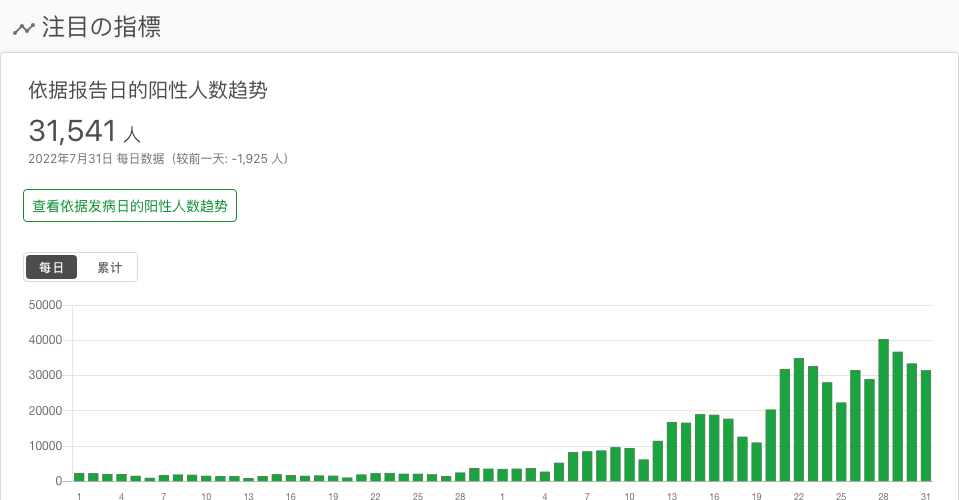 注目の指標
依据报告日的阳性人数趋势
31,541 人
2022年7月31日 每日数据（较前一天: -1,925 人）
查看依据发病日的阳性人数趋势
每日 累计
50000
40000
30000
20000
10000
0
1 4 7 10 13 16 19 22 25 28 1 4 7 10 13 16 19 22 25 28 31